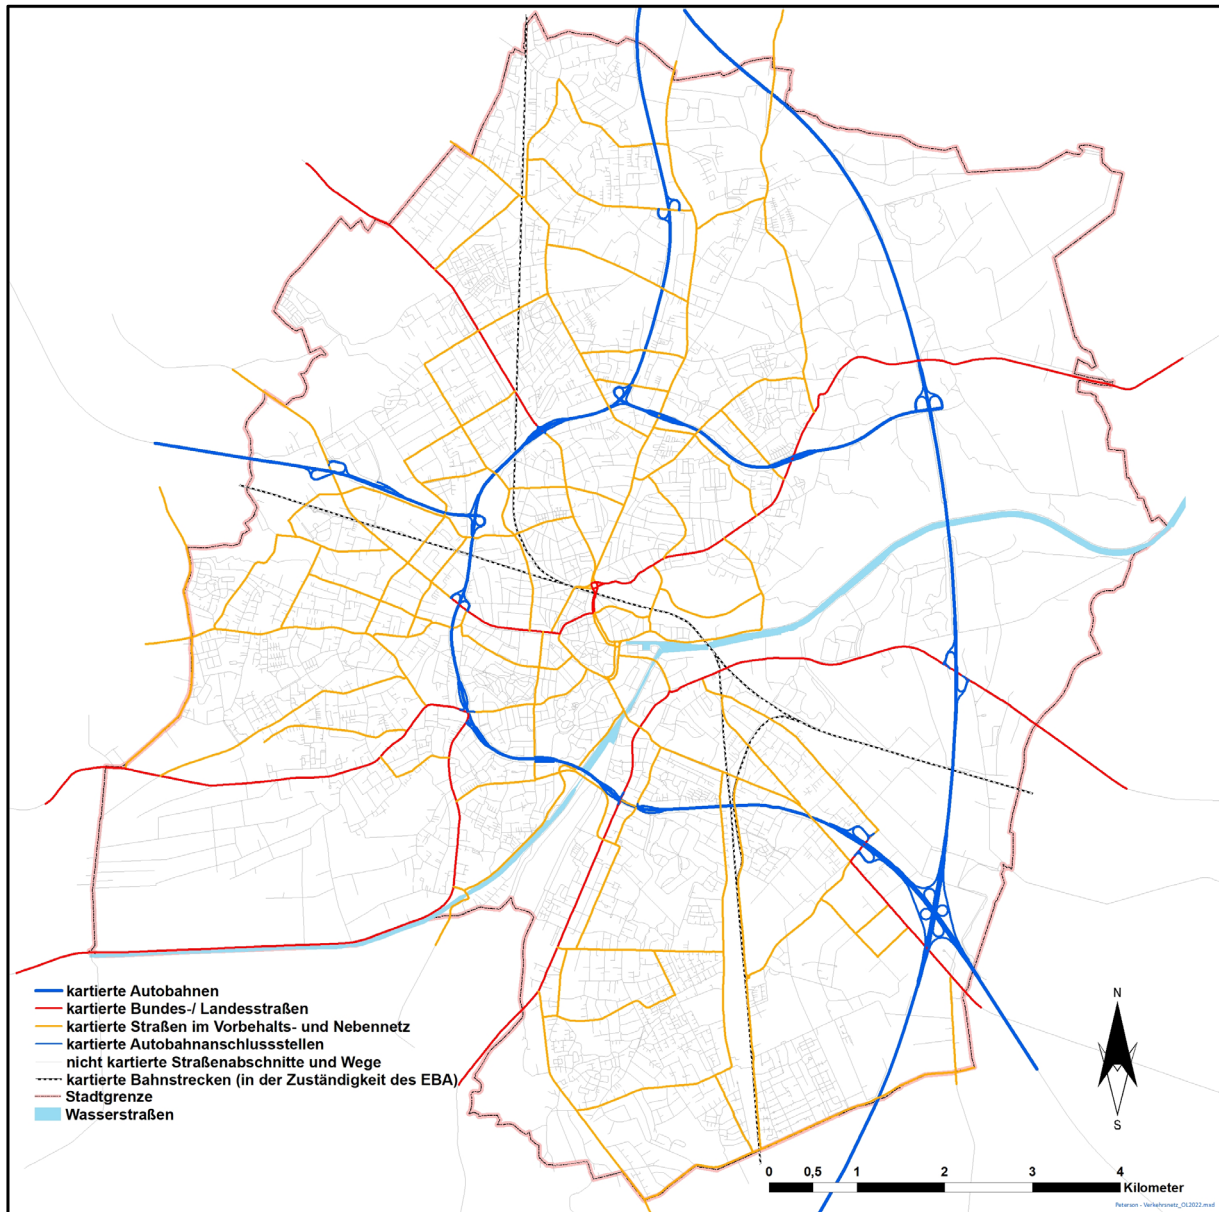 kartierte Autobahnen
kartierte Bundes-/ Landesstraßen
kartierte Straßen im Vorbehalts- und Nebennetz
kartierte Autobahnanschlussstellen
nicht kartierte Straßenabschnitte und Wege
kartierte Bahnstrecken (in der Zuständigkeit des EBA)
Stadtgrenze
Wasserstraßen
N
S
0 0,5 1 2 3 4
Kilometer
Peterson - Verkehrsnetz_OL2022.mxd